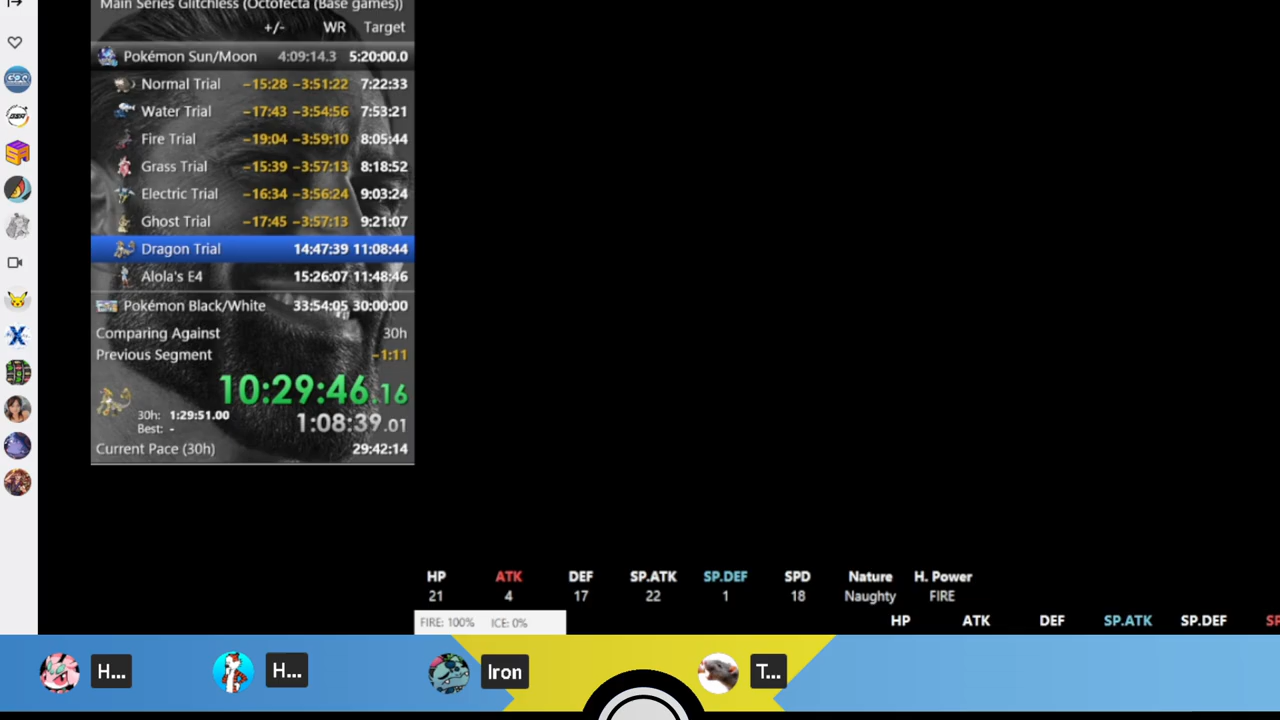 Main Series Glitchless (Octofecta (Base games))
+/- WR Target
Pokémon Sun/Moon 4:09:14.3 5:20:00.0
Normal Trial −15:28 −3:51:22 7:22:33
Water Trial −17:43 −3:54:56 7:53:21
Fire Trial −19:04 −3:59:10 8:05:44
Grass Trial −15:39 −3:57:13 8:18:52
Electric Trial −16:34 −3:56:24 9:03:24
Ghost Trial −17:45 −3:57:13 9:21:07
Dragon Trial 14:47:39 11:08:44
Alola's E4 15:26:07 11:48:46
Pokémon Black/White 33:54:05 30:00:00
Comparing Against 30h
Previous Segment −1:11
10:29:46.16
30h: 1:29:51.00
Best: -
1:08:39.01
Current Pace (30h) 29:42:14
HP ATK DEF SP.ATK SP.DEF SPD Nature H. Power
21 4 17 22 1 18 Naughty FIRE
FIRE: 100% ICE: 0%
HP ATK DEF SP.ATK SP.DEF SP
H... H... Iron T...